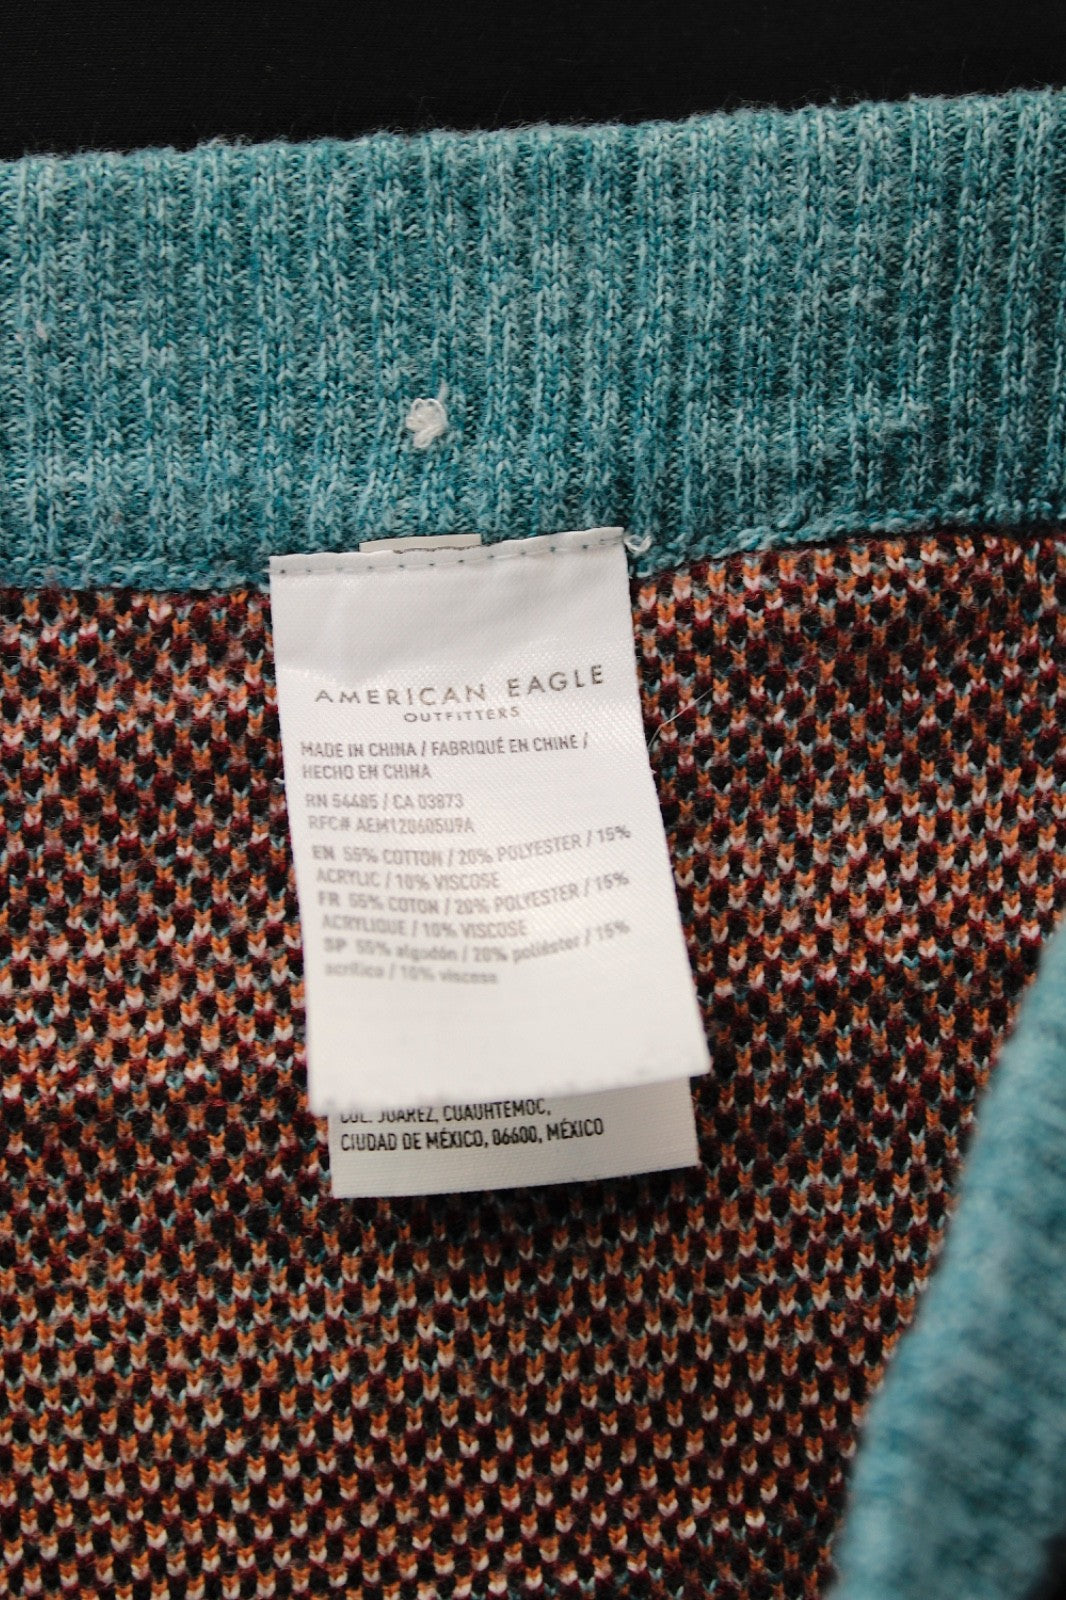 AMERICAN EAGLE
OUTFITTERS
MADE IN CHINA / FABRIQUÉ EN CHINE /
HECHO EN CHINA
RN 54485 / CA 03873
RFC# AEM120605U9A
EN 55% COTTON / 20% POLYESTER / 15%
ACRYLIC / 10% VISCOSE
FR 55% COTON / 20% POLYESTER / 15%
ACRYLIQUE / 10% VISCOSE
SP 55% algodón / 20% poliéster / 15%
acrílico / 10% viscosa
COL. JUAREZ, CUAUHTEMOC,
CIUDAD DE MÉXICO, 06600, MÉXICO